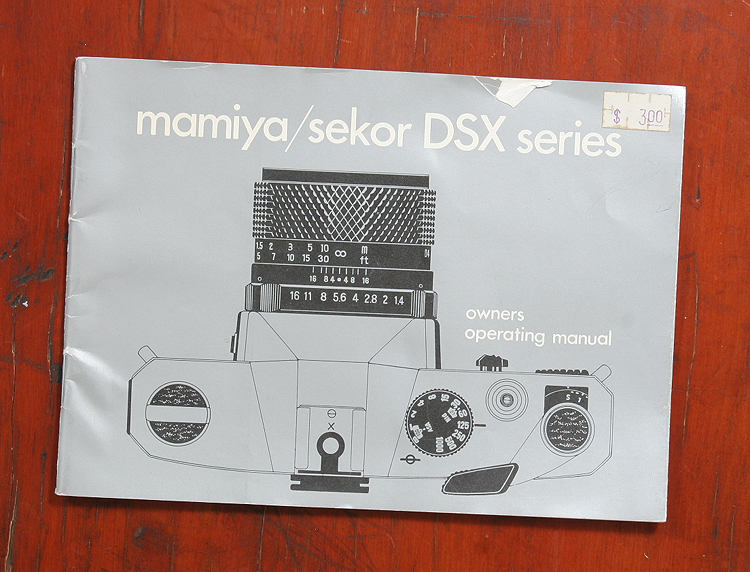 mamiya/sekor DSX series
$ 3.00
1.5 2 3 5 10 ∞ m
5 7 10 15 30 ft
16 8 4 4 8 16
16 11 8 5.6 4 2.8 2 1.4
owners
operating manual
X
125
S 1